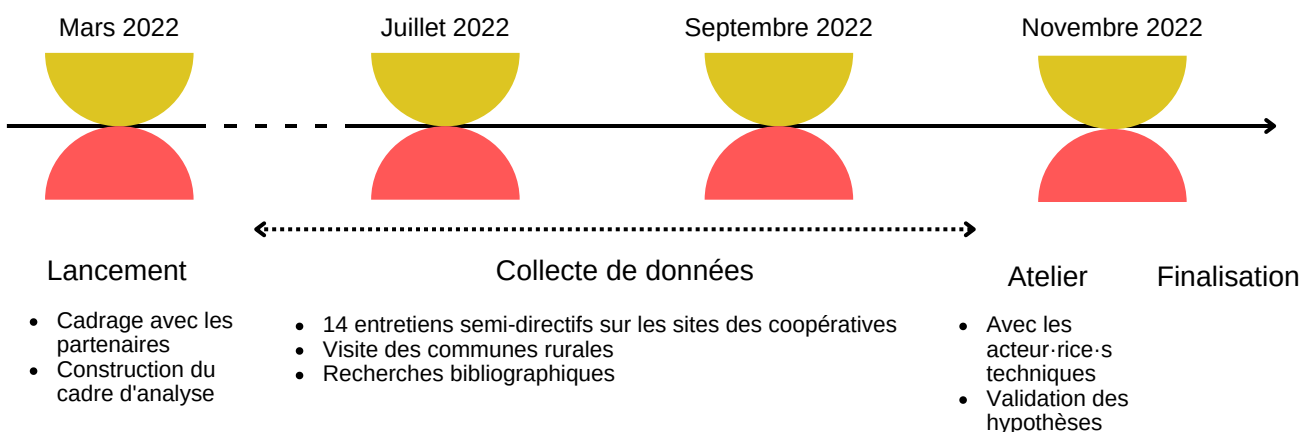 Mars 2022
Juillet 2022
Septembre 2022
Novembre 2022
Lancement
• Cadrage avec les
partenaires
• Construction du
cadre d'analyse
Collecte de données
• 14 entretiens semi-directifs sur les sites des coopératives
• Visite des communes rurales
• Recherches bibliographiques
Atelier
• Avec les
acteur·rice·s
techniques
• Validation des
hypothèses
Finalisation